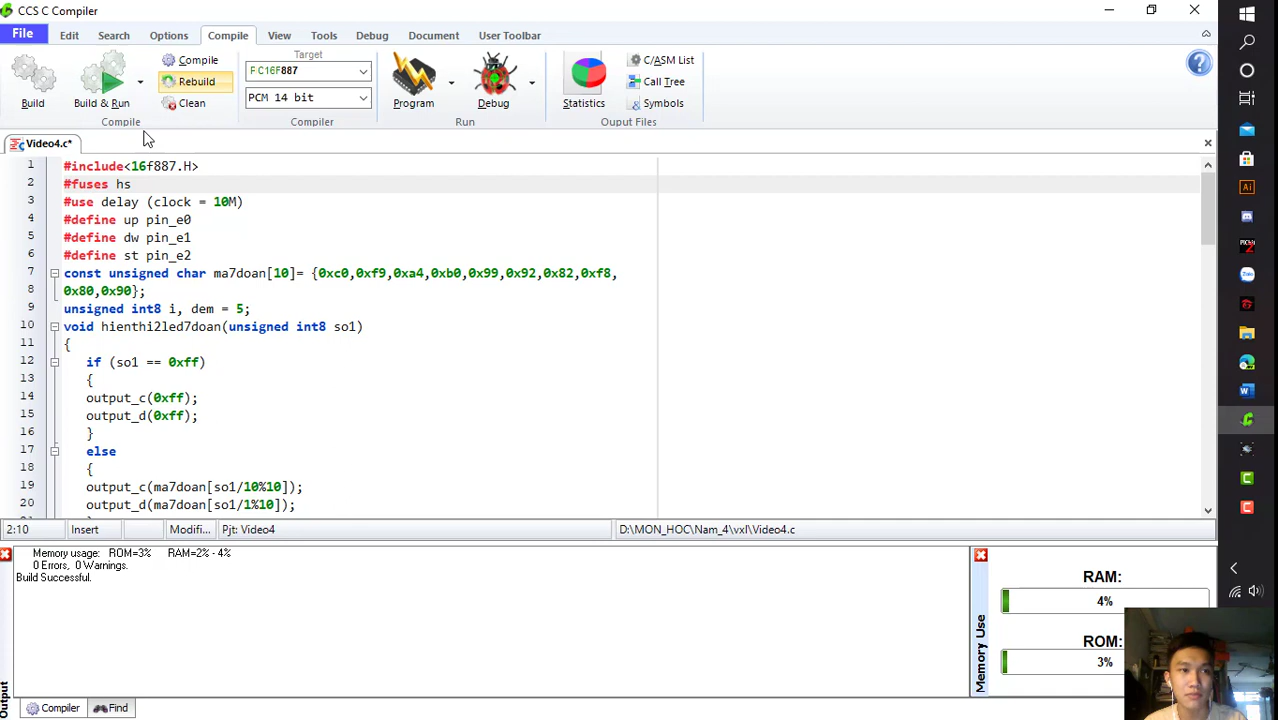 CCS C Compiler
File Edit Search Options Compile View Tools Debug Document User Toolbar
Build
Build & Run
Compile
Rebuild
Clean
Compile
Target
PIC16F887
PCM 14 bit
Compiler
Program
Debug
Run
Statistics
C/ASM List
Call Tree
Symbols
Ouput Files
Video4.c*
1 #include<16f887.H>
2 #fuses hs
3 #use delay (clock = 10M)
4 #define up pin_e0
5 #define dw pin_e1
6 #define st pin_e2
7 const unsigned char ma7doan[10]= {0xc0,0xf9,0xa4,0xb0,0x99,0x92,0x82,0xf8,
8 0x80,0x90};
9 unsigned int8 i, dem = 5;
10 void hienthi2led7doan(unsigned int8 so1)
11 {
12 if (so1 == 0xff)
13 {
14 output_c(0xff);
15 output_d(0xff);
16 }
17 else
18 {
19 output_c(ma7doan[so1/10%10]);
20 output_d(ma7doan[so1/1%10]);
2:10 Insert Modifi... Pjt: Video4 D:\MON_HOC\Nam_4\vxl\Video4.c
Memory usage: ROM=3% RAM=2% - 4%
0 Errors, 0 Warnings.
Build Successful.
Output
Compiler Find
Memory Use
RAM:
4%
ROM:
3%
Ai
Zalo